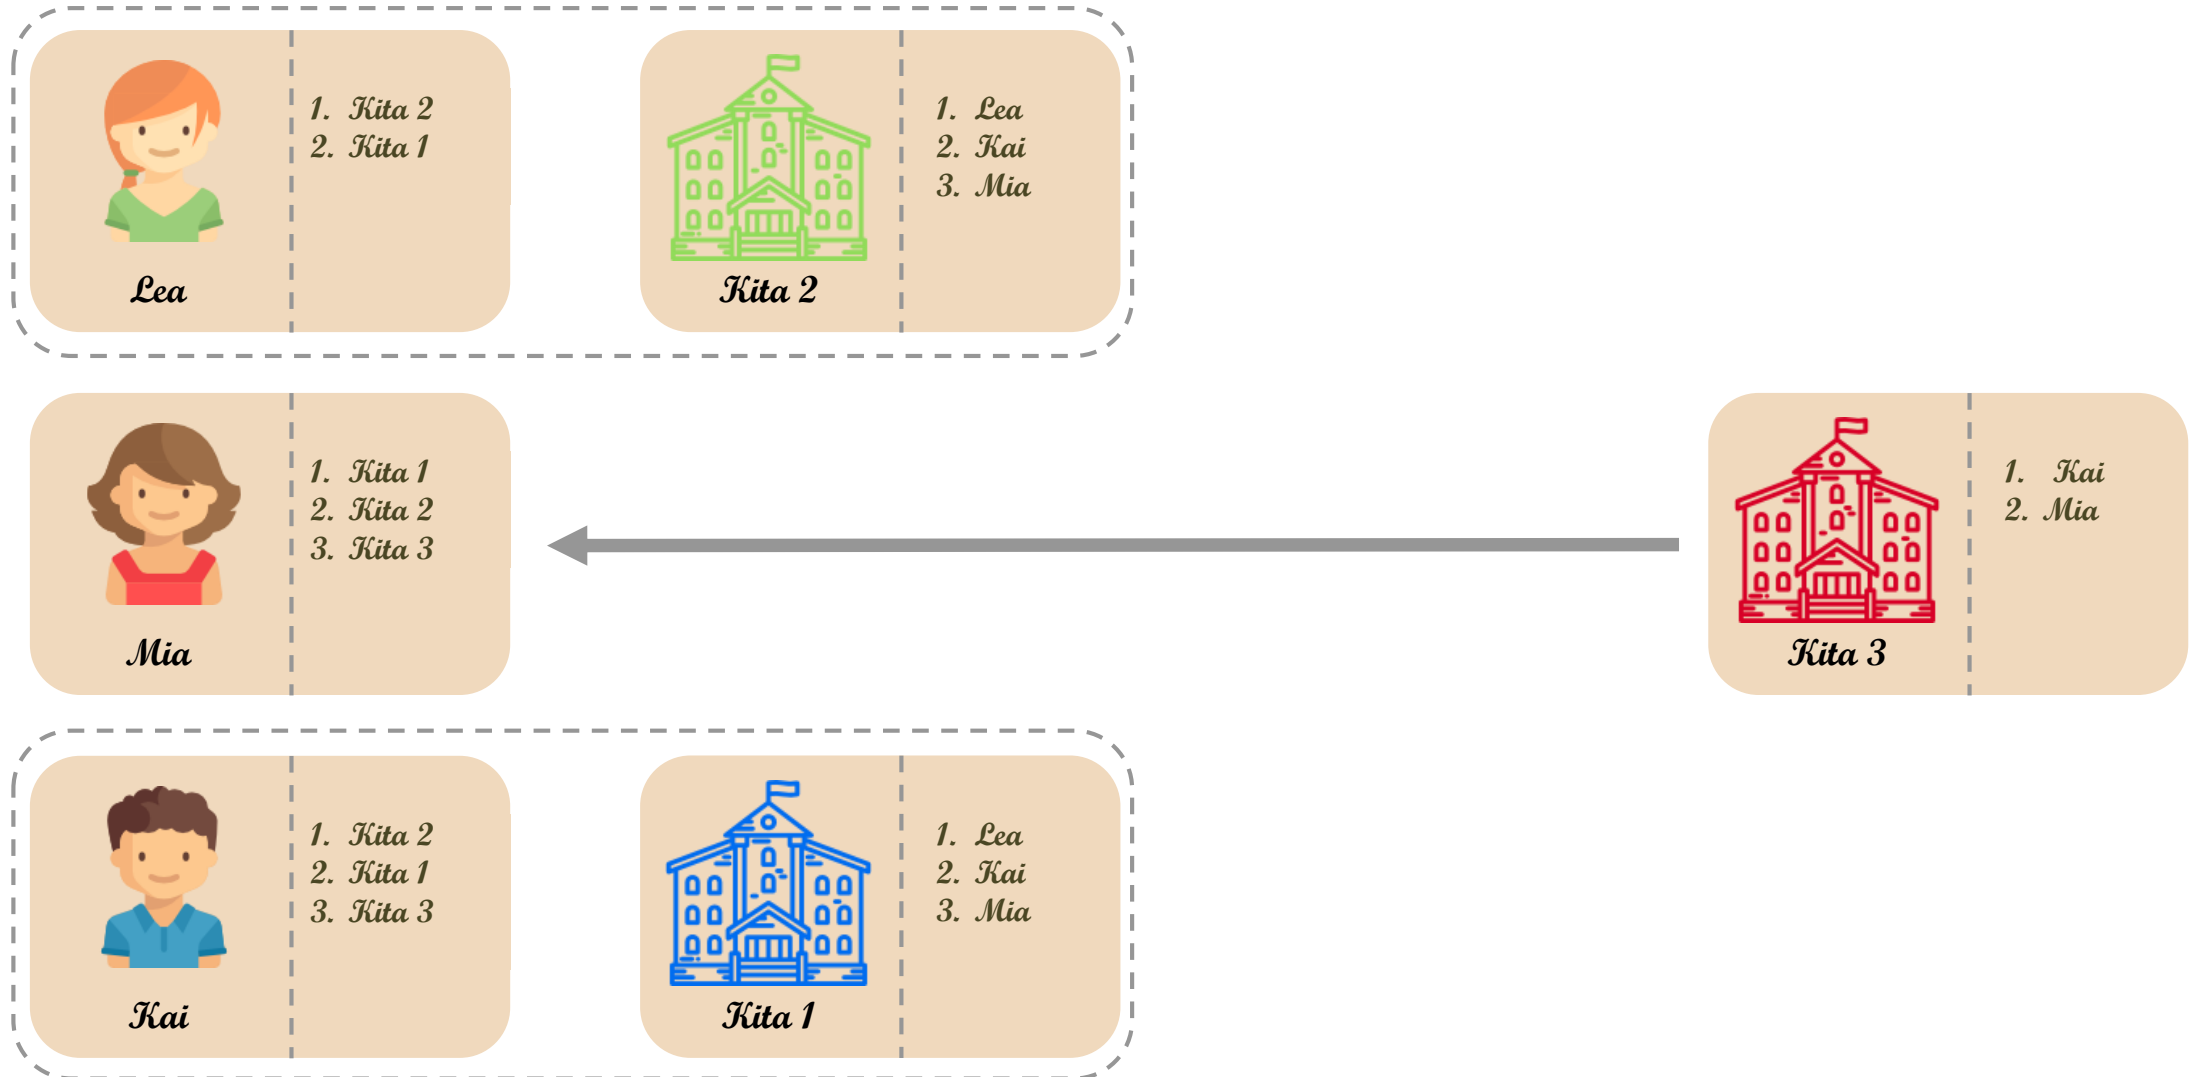 1. Kita 2
2. Kita 1
Lea
1. Lea
2. Kai
3. Mia
Kita 2
1. Kita 1
2. Kita 2
3. Kita 3
Mia
1. Kai
2. Mia
Kita 3
1. Kita 2
2. Kita 1
3. Kita 3
Kai
1. Lea
2. Kai
3. Mia
Kita 1